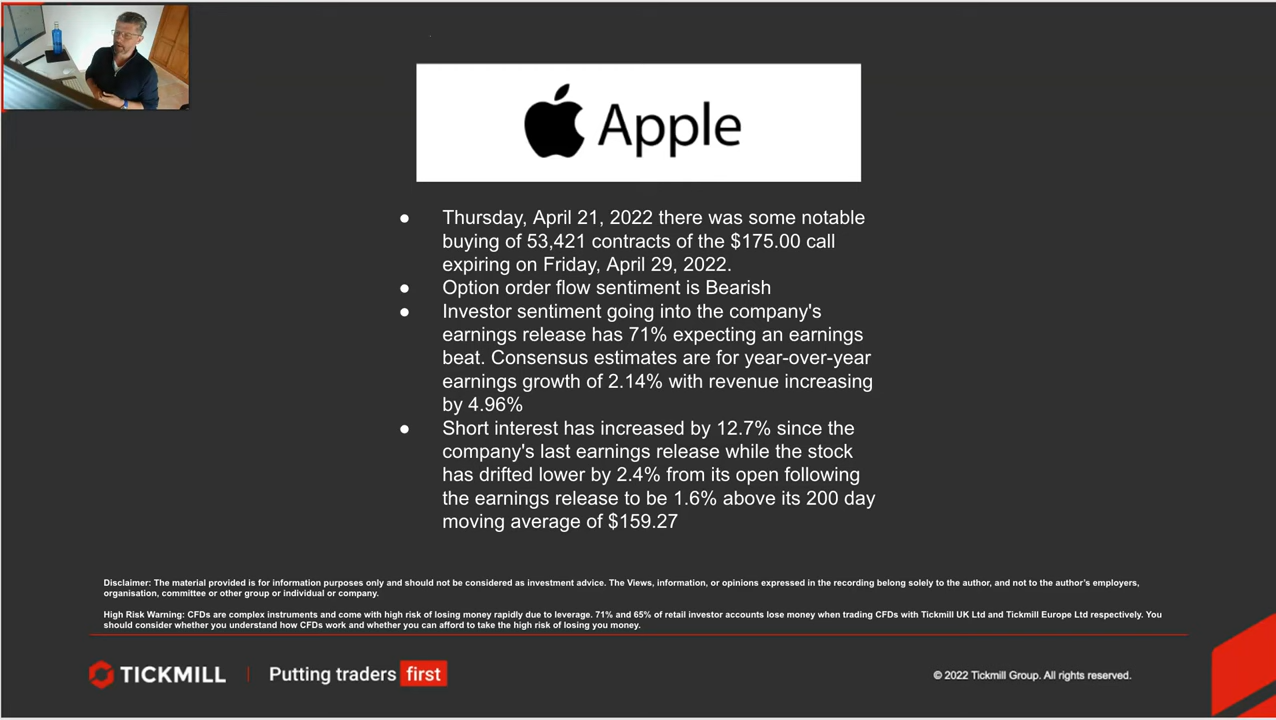 Apple
● Thursday, April 21, 2022 there was some notable
buying of 53,421 contracts of the $175.00 call
expiring on Friday, April 29, 2022.
● Option order flow sentiment is Bearish
● Investor sentiment going into the company's
earnings release has 71% expecting an earnings
beat. Consensus estimates are for year-over-year
earnings growth of 2.14% with revenue increasing
by 4.96%
● Short interest has increased by 12.7% since the
company's last earnings release while the stock
has drifted lower by 2.4% from its open following
the earnings release to be 1.6% above its 200 day
moving average of $159.27
Disclaimer: The material provided is for information purposes only and should not be considered as investment advice. The Views, information, or opinions expressed in the recording belong solely to the author, and not to the author's employers,
organisation, committee or other group or individual or company.
High Risk Warning: CFDs are complex instruments and come with high risk of losing money rapidly due to leverage. 71% and 65% of retail investor accounts lose money when trading CFDs with Tickmill UK Ltd and Tickmill Europe Ltd respectively. You
should consider whether you understand how CFDs work and whether you can afford to take the high risk of losing you money.
TICKMILL | Putting traders first
© 2022 Tickmill Group. All rights reserved.